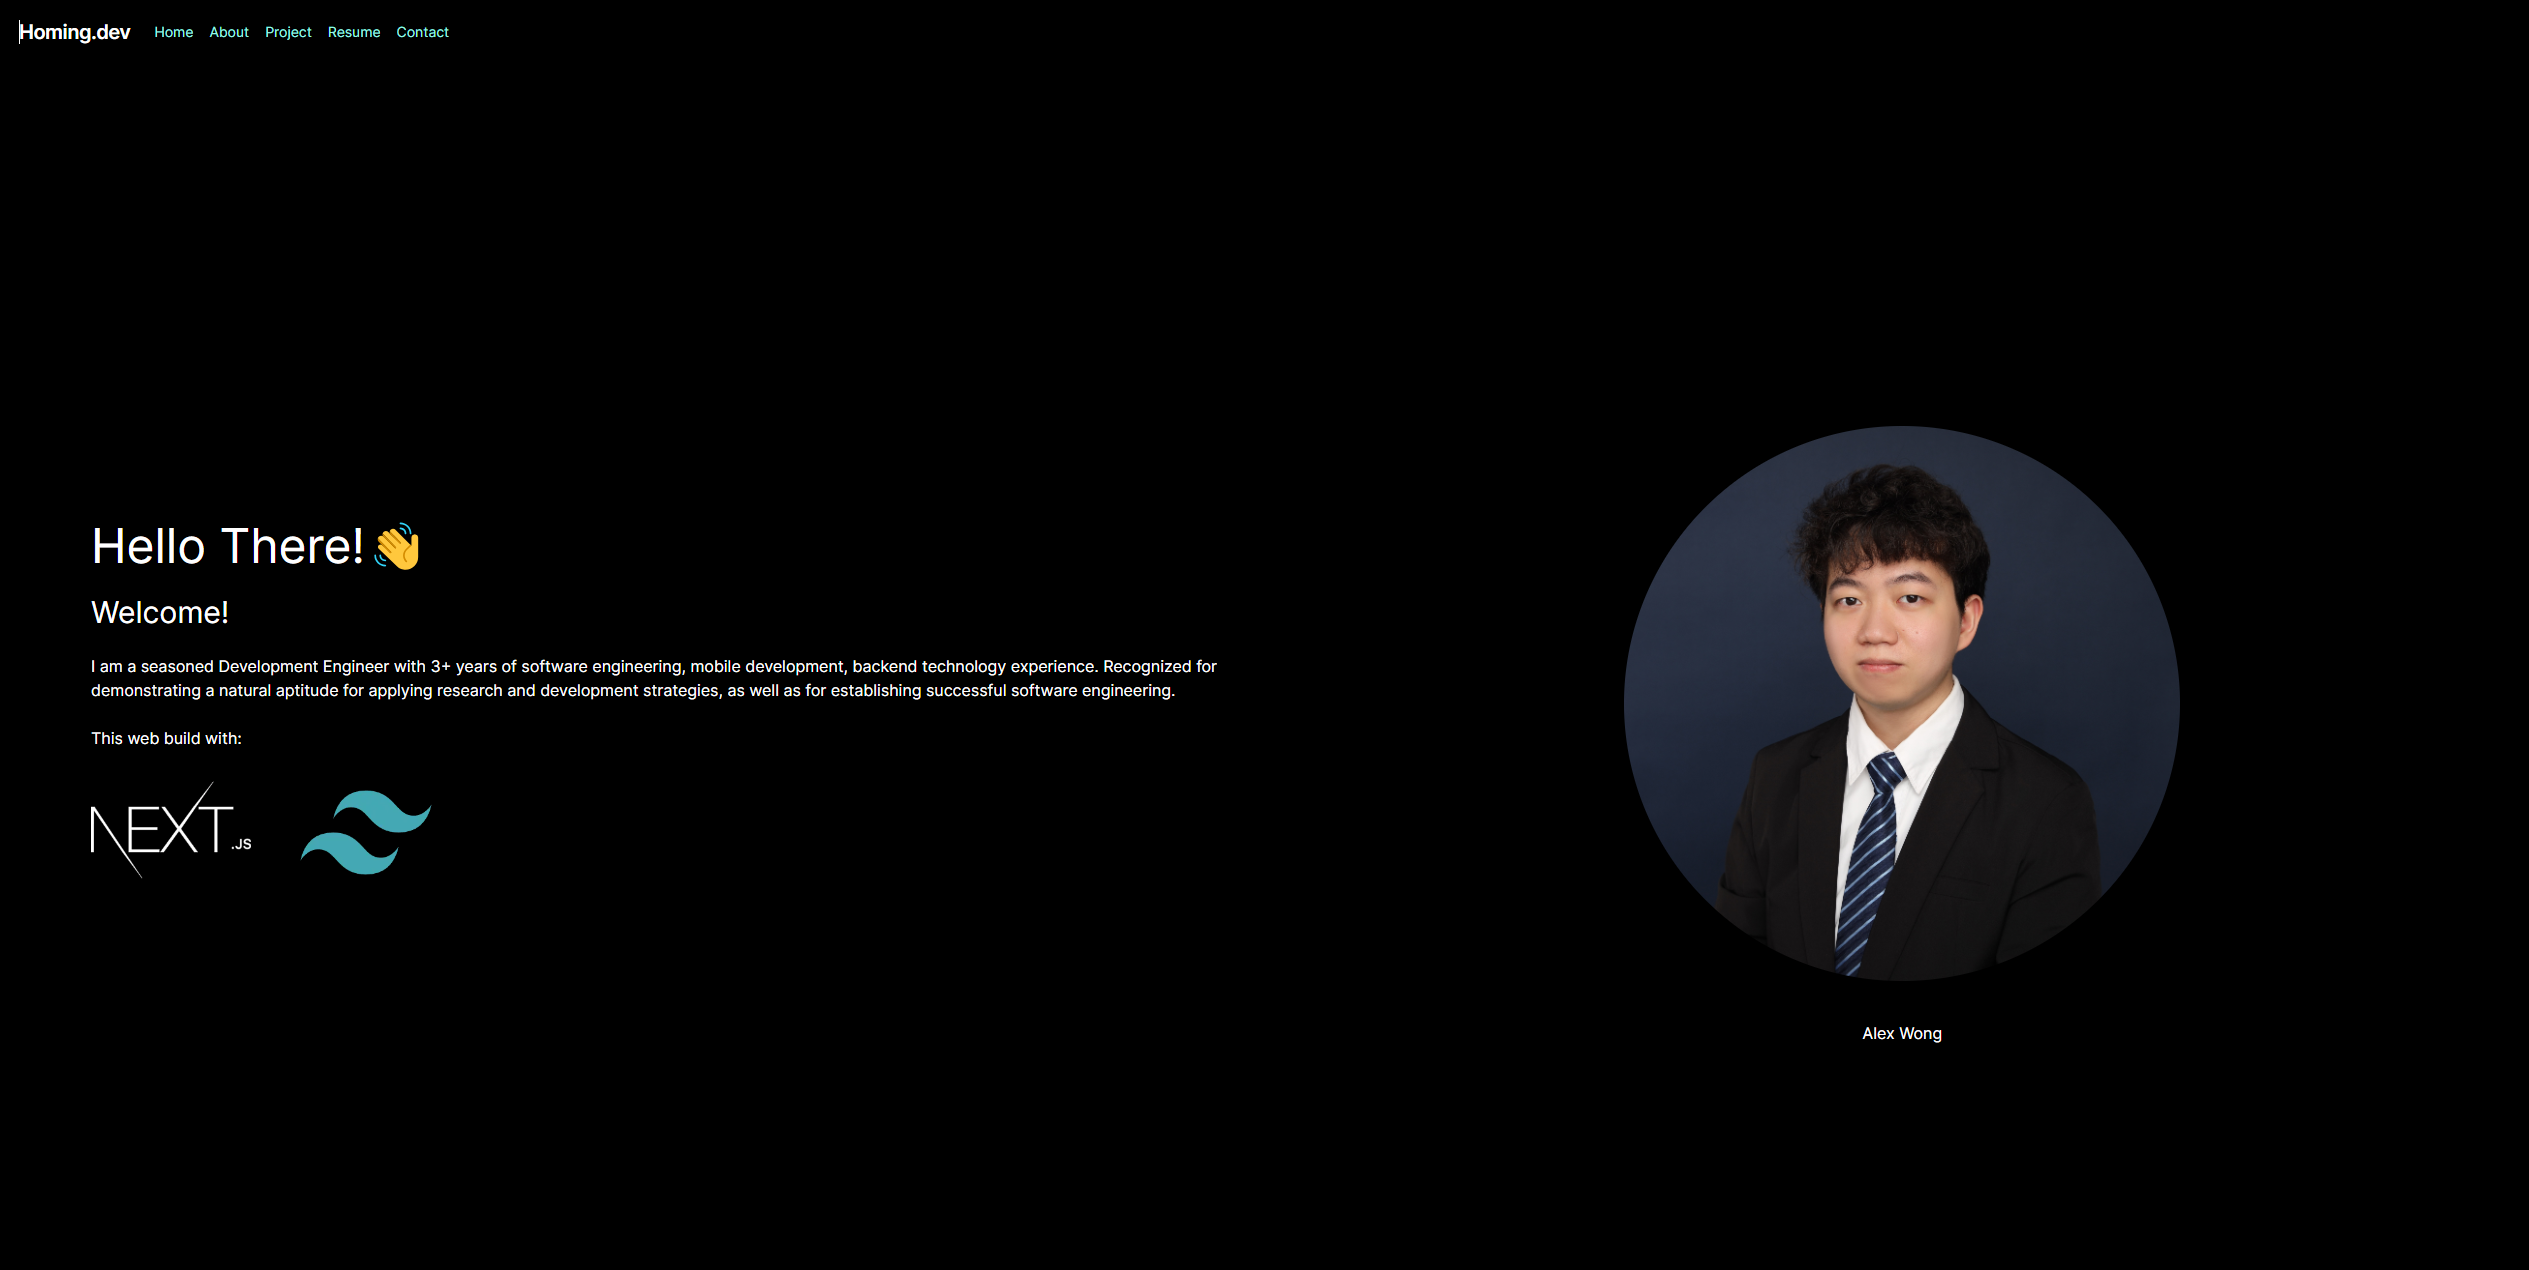 Homing.dev Home About Project Resume Contact
Hello There! 👋
Welcome!
I am a seasoned Development Engineer with 3+ years of software engineering, mobile development, backend technology experience. Recognized for
demonstrating a natural aptitude for applying research and development strategies, as well as for establishing successful software engineering.
This web build with:
NEXT.JS
Alex Wong